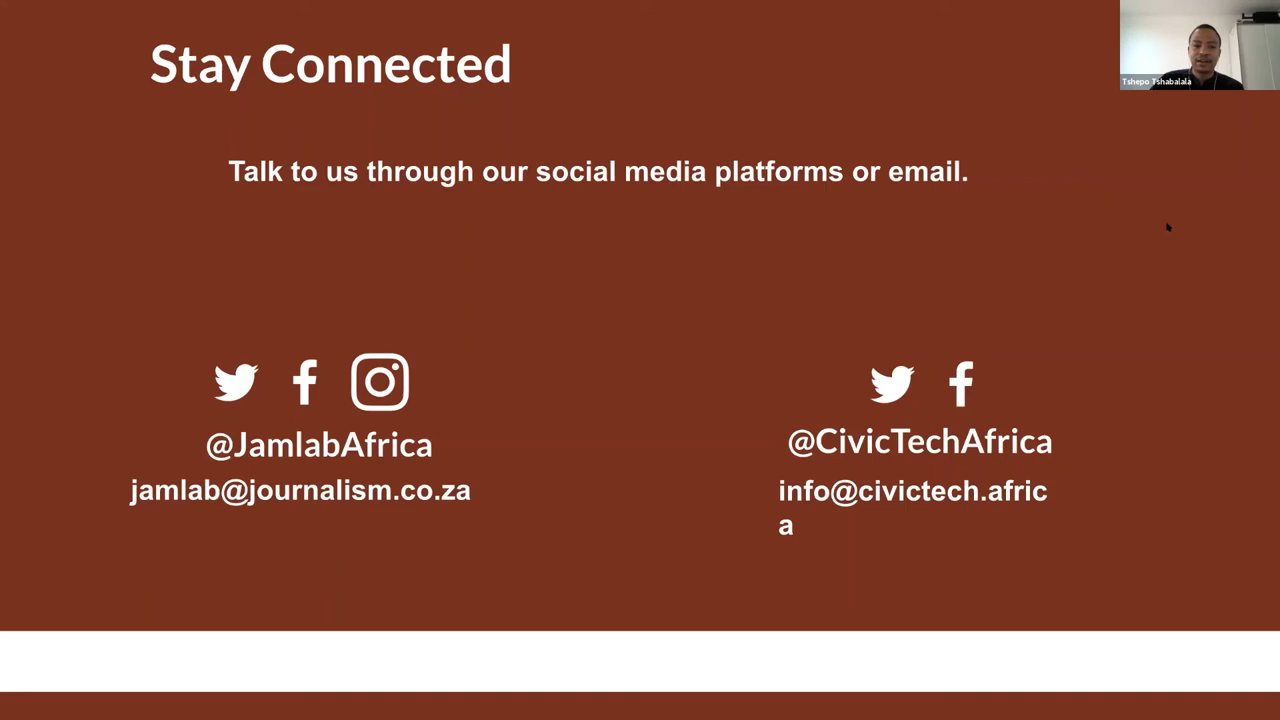 Stay Connected
Tshepo Tshabalala
Talk to us through our social media platforms or email.
@JamlabAfrica
jamlab@journalism.co.za
@CivicTechAfrica
info@civictech.afric
a